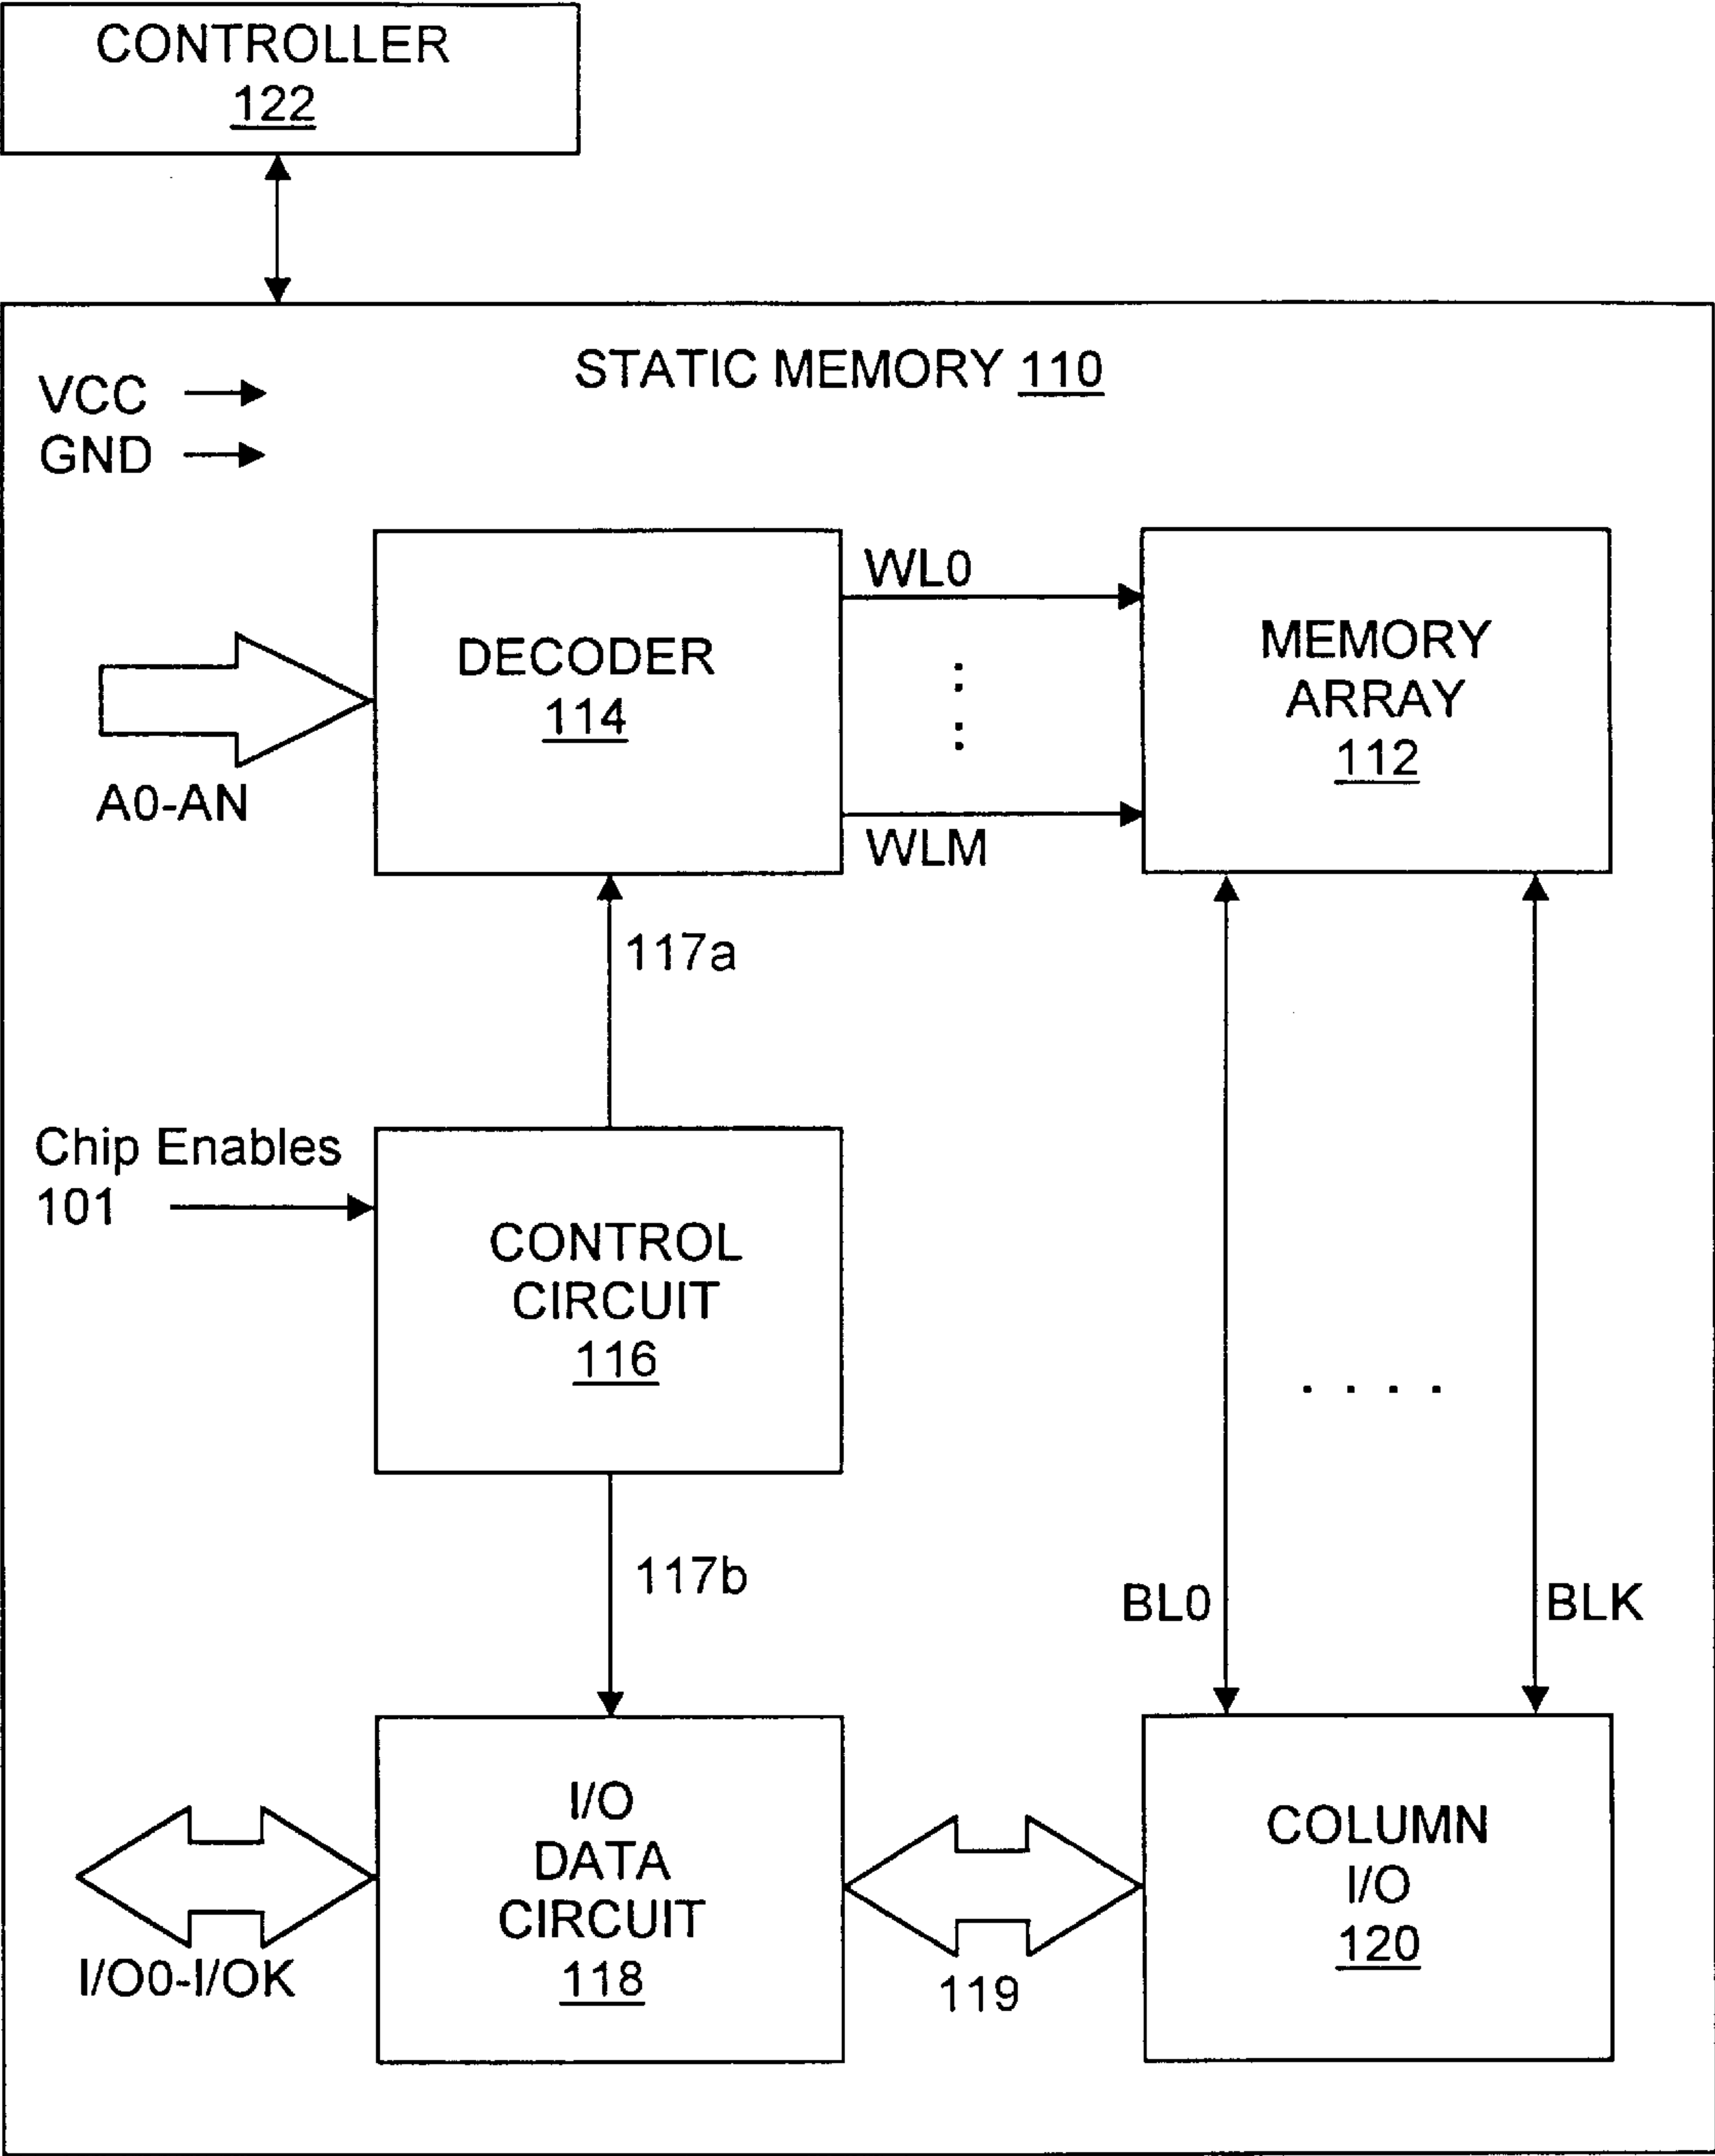 CONTROLLER
122
STATIC MEMORY 110
VCC
GND
DECODER
114
A0-AN
WL0
WLM
MEMORY
ARRAY
112
117a
Chip Enables
101
CONTROL
CIRCUIT
116
117b
BL0
BLK
I/O
DATA
CIRCUIT
118
I/O0-I/OK
119
COLUMN
I/O
120